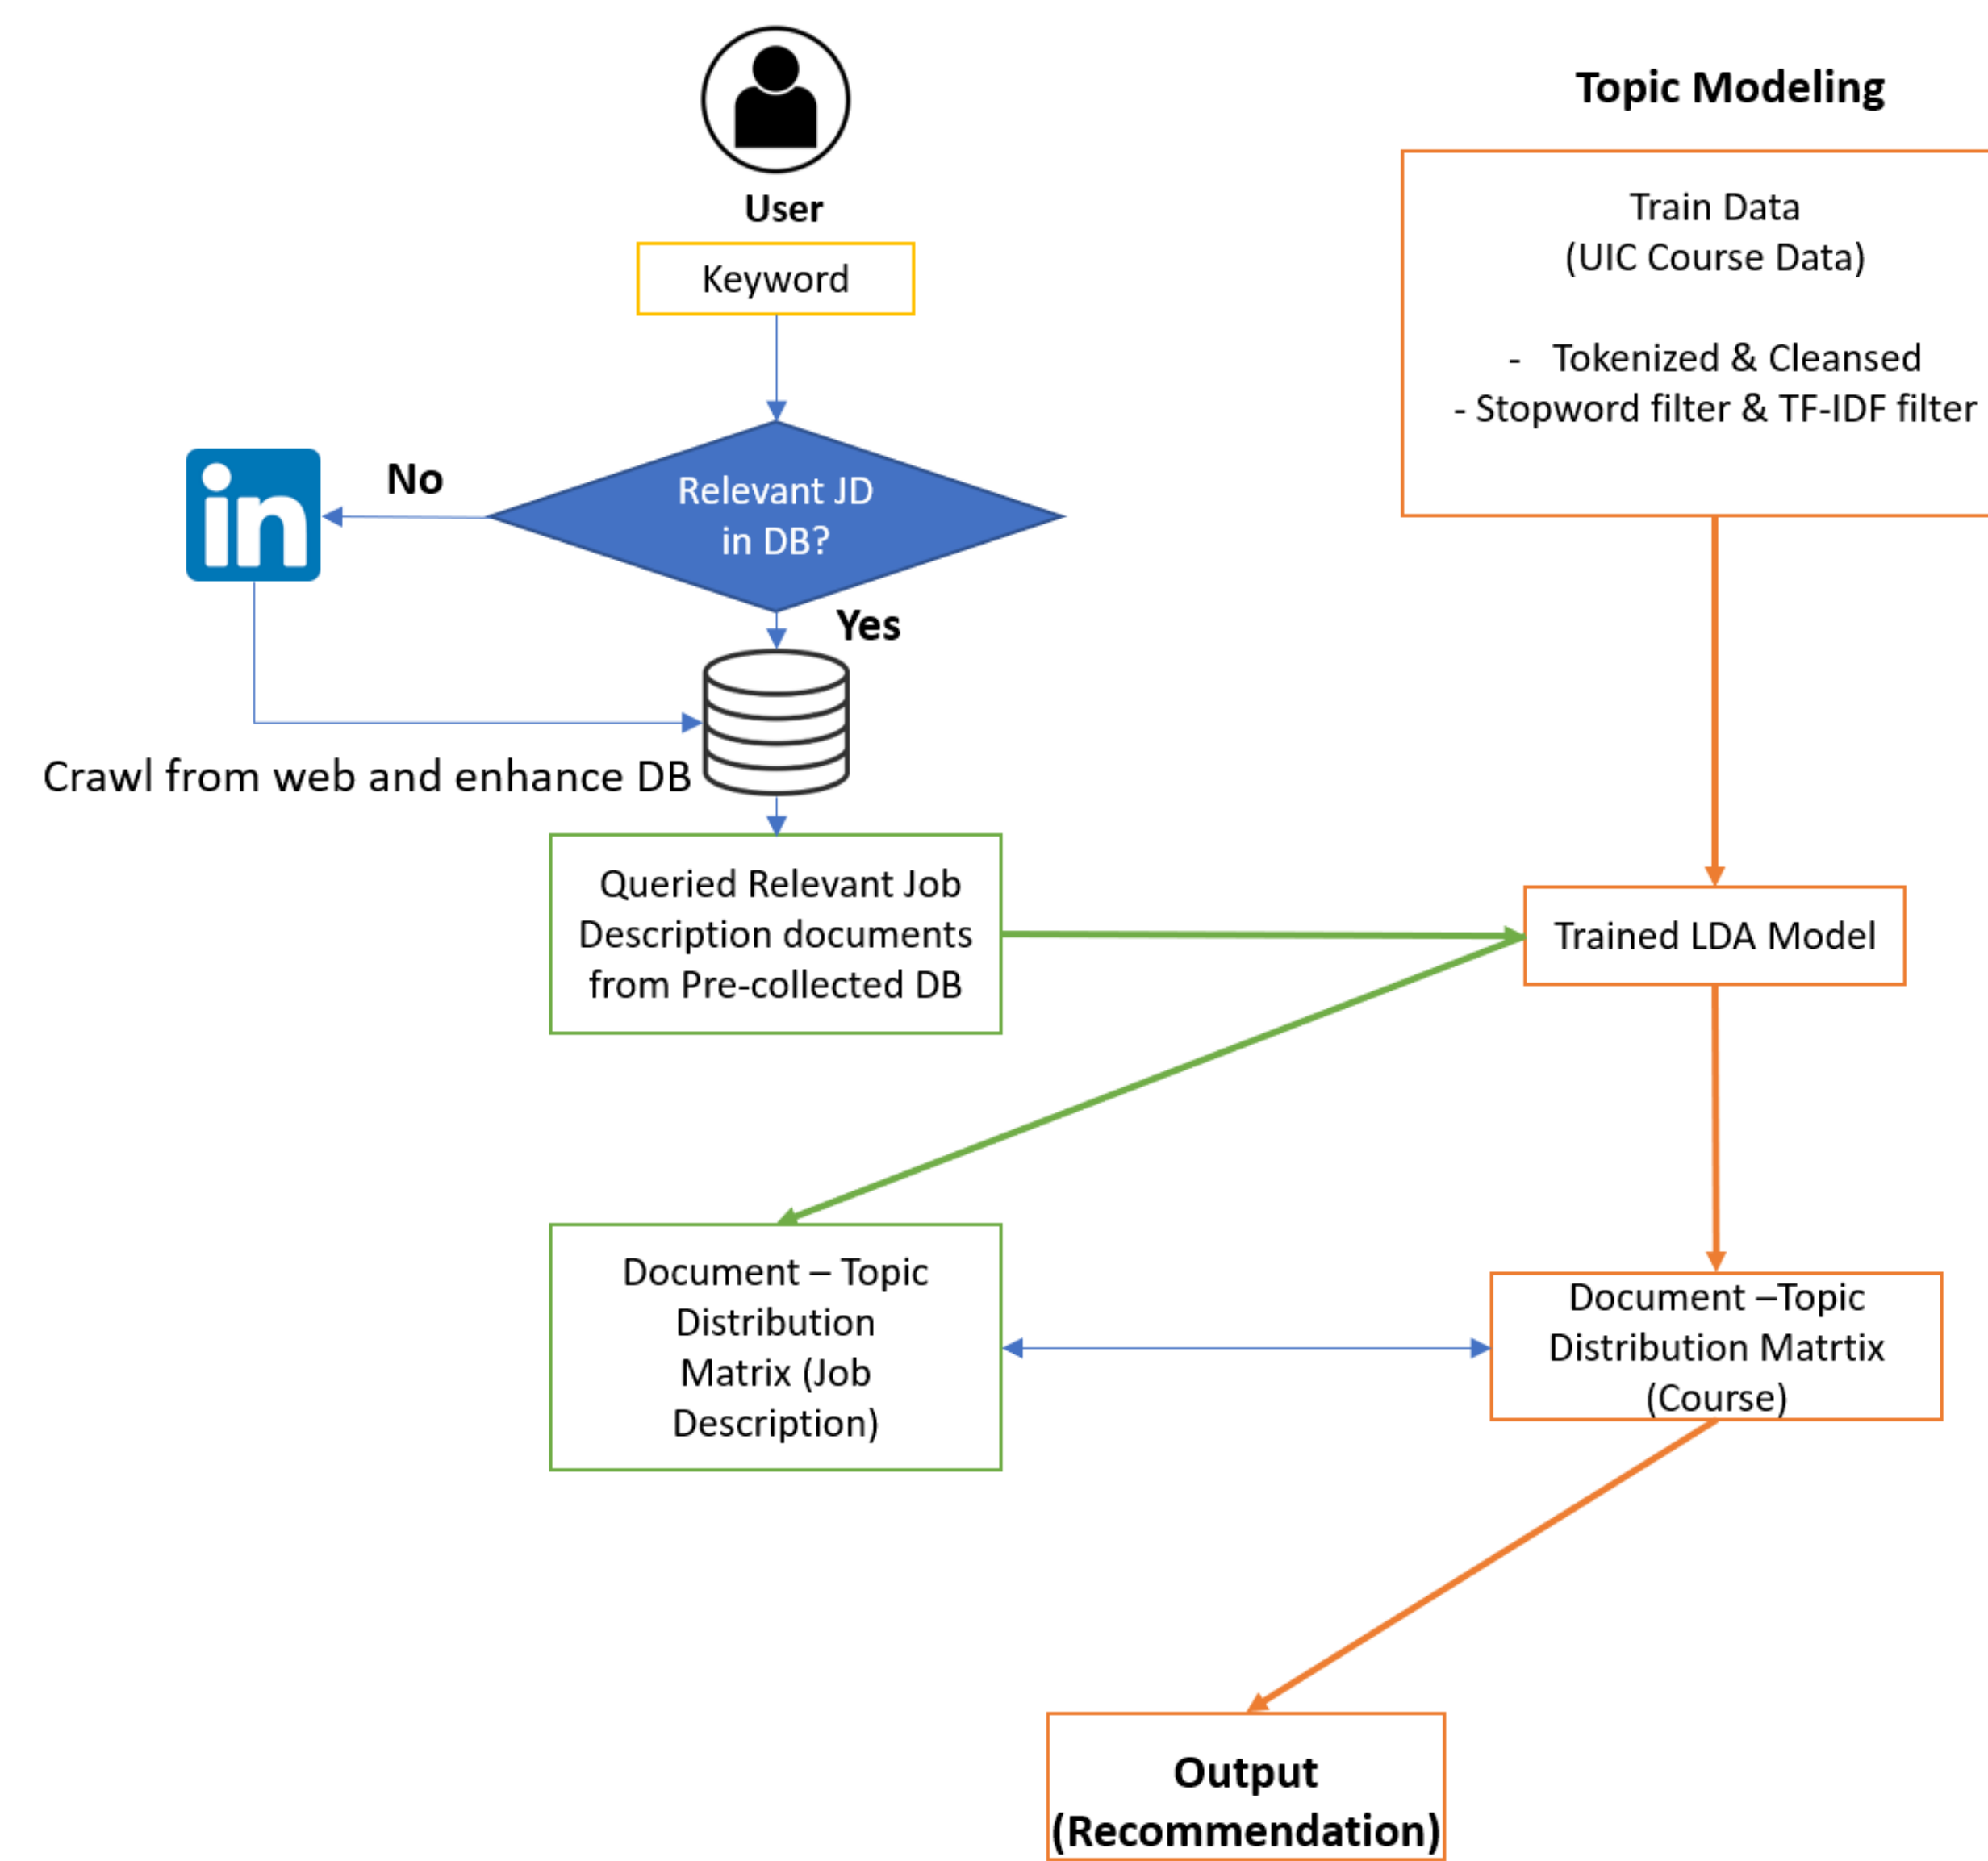 User
Keyword
Relevant JD
in DB?
No
in
Yes
Crawl from web and enhance DB
Queried Relevant Job
Description documents
from Pre-collected DB
Document – Topic
Distribution
Matrix (Job
Description)
Topic Modeling
Train Data
(UIC Course Data)
- Tokenized & Cleansed
- Stopword filter & TF-IDF filter
Trained LDA Model
Document –Topic
Distribution Matrtix
(Course)
Output
(Recommendation)